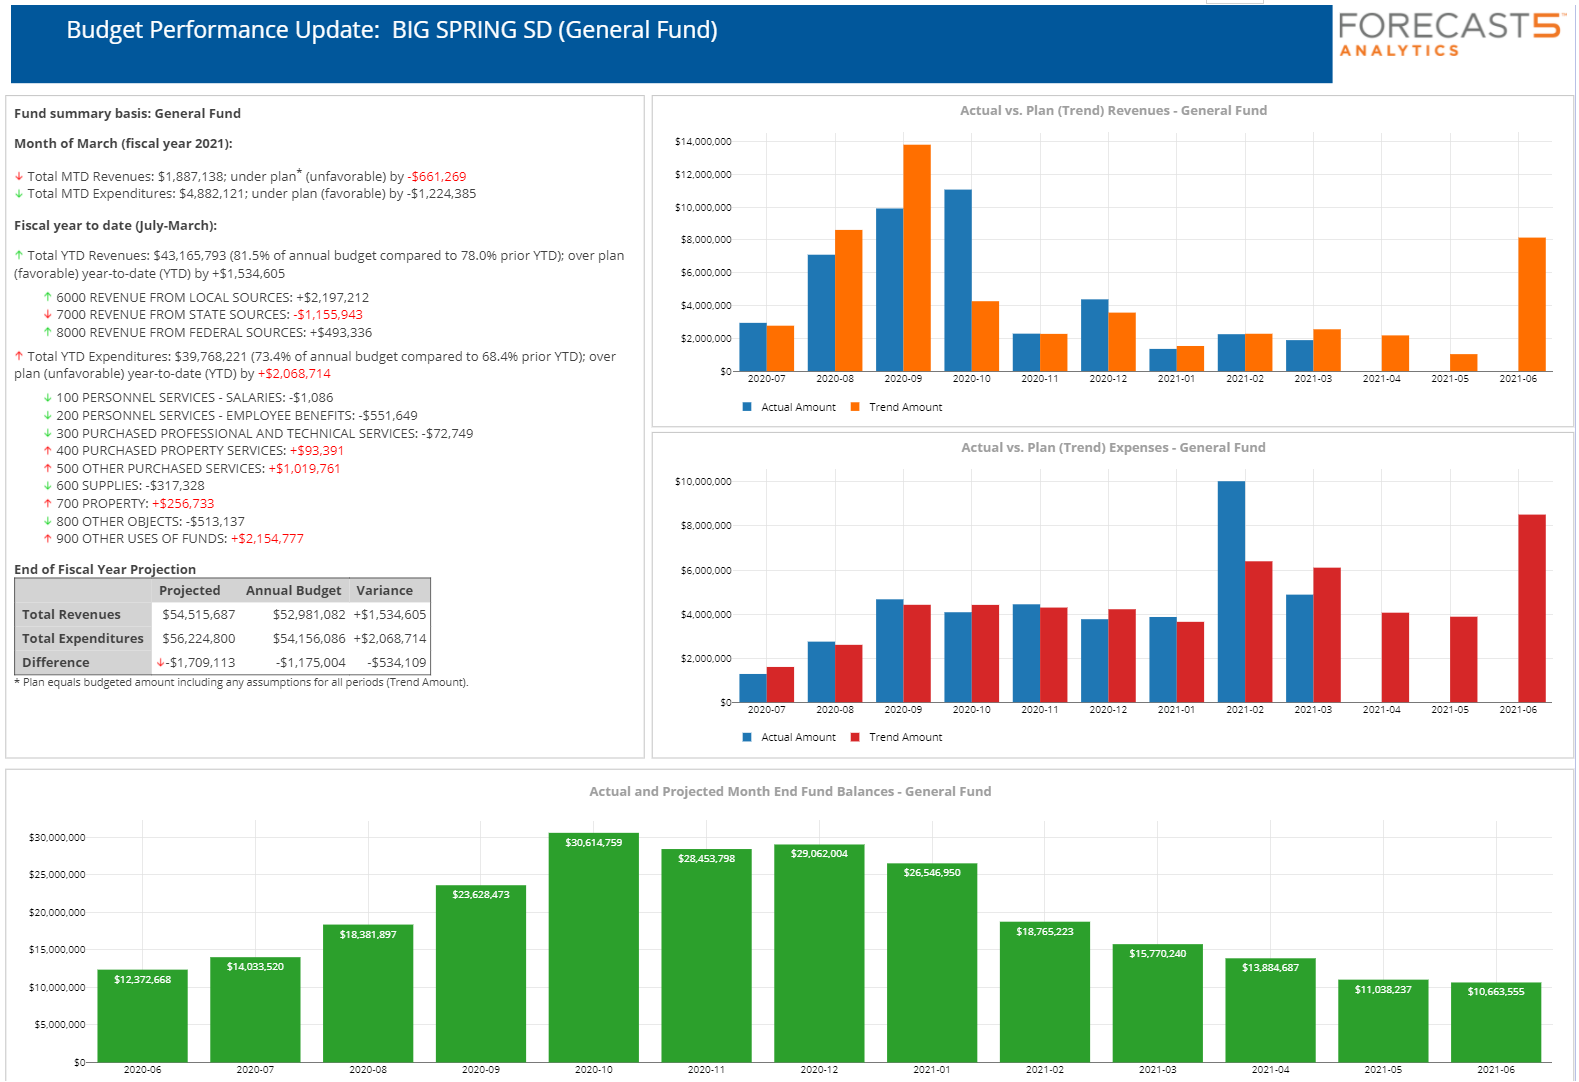 Budget Performance Update:  BIG SPRING SD (General Fund)
FORECAST5™
ANALYTICS
Fund summary basis: General Fund
Month of March (fiscal year 2021):
↓ Total MTD Revenues: $1,887,138; under plan* (unfavorable) by -$661,269
↓ Total MTD Expenditures: $4,882,121; under plan (favorable) by -$1,224,385
Fiscal year to date (July-March):
↑ Total YTD Revenues: $43,165,793 (81.5% of annual budget compared to 78.0% prior YTD); over plan
(favorable) year-to-date (YTD) by +$1,534,605
↑ 6000 REVENUE FROM LOCAL SOURCES: +$2,197,212
↓ 7000 REVENUE FROM STATE SOURCES: -$1,155,943
↑ 8000 REVENUE FROM FEDERAL SOURCES: +$493,336
↑ Total YTD Expenditures: $39,768,221 (73.4% of annual budget compared to 68.4% prior YTD); over
plan (unfavorable) year-to-date (YTD) by +$2,068,714
↓ 100 PERSONNEL SERVICES - SALARIES: -$1,086
↓ 200 PERSONNEL SERVICES - EMPLOYEE BENEFITS: -$551,649
↓ 300 PURCHASED PROFESSIONAL AND TECHNICAL SERVICES: -$72,749
↑ 400 PURCHASED PROPERTY SERVICES: +$93,391
↑ 500 OTHER PURCHASED SERVICES: +$1,019,761
↓ 600 SUPPLIES: -$317,328
↑ 700 PROPERTY: +$256,733
↓ 800 OTHER OBJECTS: -$513,137
↑ 900 OTHER USES OF FUNDS: +$2,154,777
End of Fiscal Year Projection
Projected Annual Budget Variance
Total Revenues $54,515,687 $52,981,082 +$1,534,605
Total Expenditures $56,224,800 $54,156,086 +$2,068,714
Difference ↓-$1,709,113 -$1,175,004 -$534,109
* Plan equals budgeted amount including any assumptions for all periods (Trend Amount).
Actual vs. Plan (Trend) Revenues - General Fund
$14,000,000
$12,000,000
$10,000,000
$8,000,000
$6,000,000
$4,000,000
$2,000,000
$0
2020-07 2020-08 2020-09 2020-10 2020-11 2020-12 2021-01 2021-02 2021-03 2021-04 2021-05 2021-06
Actual Amount Trend Amount
Actual vs. Plan (Trend) Expenses - General Fund
$10,000,000
$8,000,000
$6,000,000
$4,000,000
$2,000,000
$0
2020-07 2020-08 2020-09 2020-10 2020-11 2020-12 2021-01 2021-02 2021-03 2021-04 2021-05 2021-06
Actual Amount Trend Amount
Actual and Projected Month End Fund Balances - General Fund
$30,000,000
$25,000,000
$20,000,000
$15,000,000
$10,000,000
$5,000,000
$0
$12,372,668
$14,033,520
$18,381,897
$23,628,473
$30,614,759
$28,453,798
$29,062,004
$26,546,950
$18,765,223
$15,770,240
$13,884,687
$11,038,237
$10,663,555
2020-06 2020-07 2020-08 2020-09 2020-10 2020-11 2020-12 2021-01 2021-02 2021-03 2021-04 2021-05 2021-06